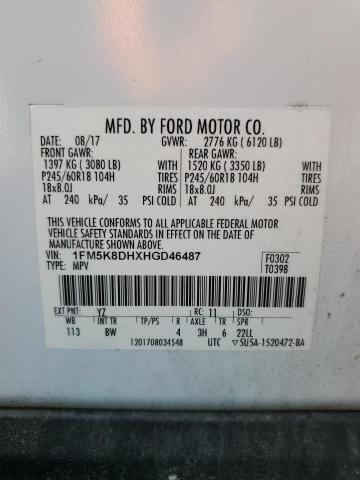 MFD. BY FORD MOTOR CO.
DATE: 08/17 GVWR: 2776 KG ( 6120 LB)
FRONT GAWR: REAR GAWR:
1397 KG ( 3080 LB) WITH 1520 KG ( 3350 LB) WITH
P245/60R18 104H TIRES P245/60R18 104H TIRES
18x8.0J RIMS 18x8.0J RIMS
AT 240 kPa/ 35 PSI COLD AT 240 kPa/ 35 PSI COLD
THIS VEHICLE CONFORMS TO ALL APPLICABLE FEDERAL MOTOR
VEHICLE SAFETY STANDARDS IN EFFECT ON THE DATE OF MANUFACTURE SHOWN ABOVE.
VIN: 1FM5K8DHXHGD46487 F0302
TYPE: MPV T0398
EXT PNT: YZ RC: 11 DSO:
WB INT TR TP/PS R AXLE TR SPR
113 BW 4 3H 6 22LL
1201708034548 UTC ▽5U5A-1520472-BA